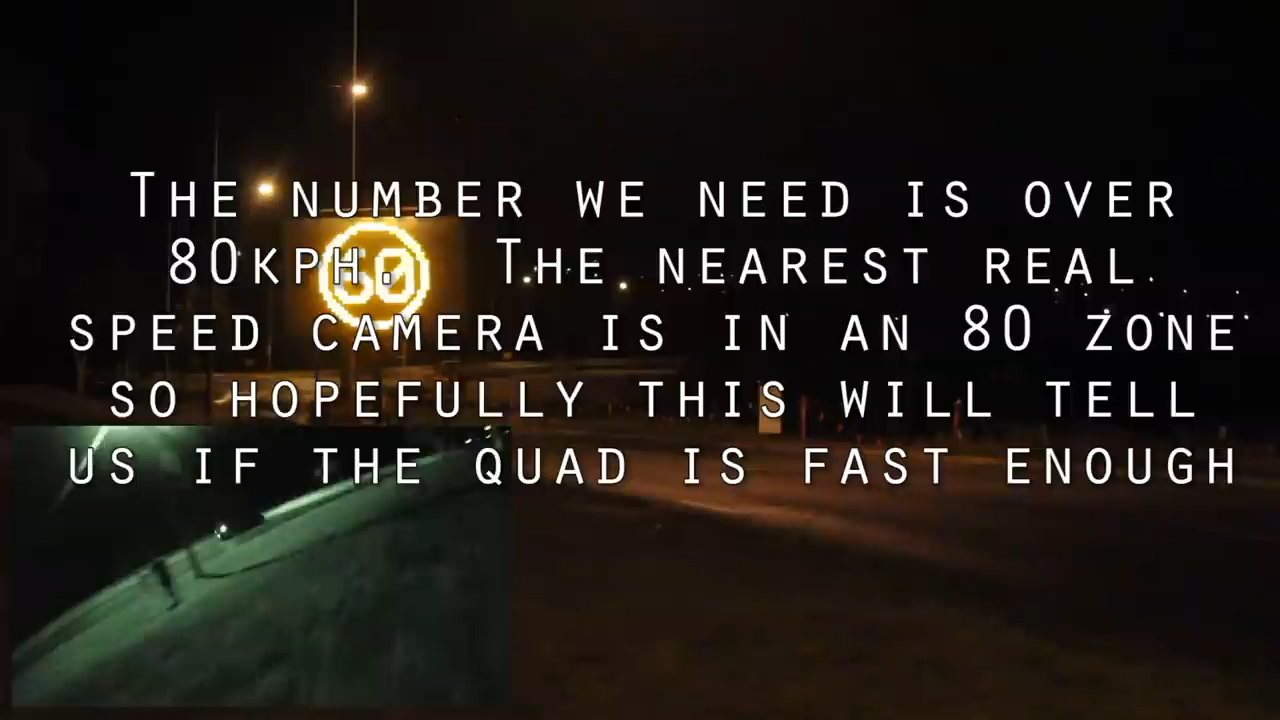 The number we need is over
80kph. The nearest real
speed camera is in an 80 zone
so hopefully this will tell
us if the quad is fast enough
60